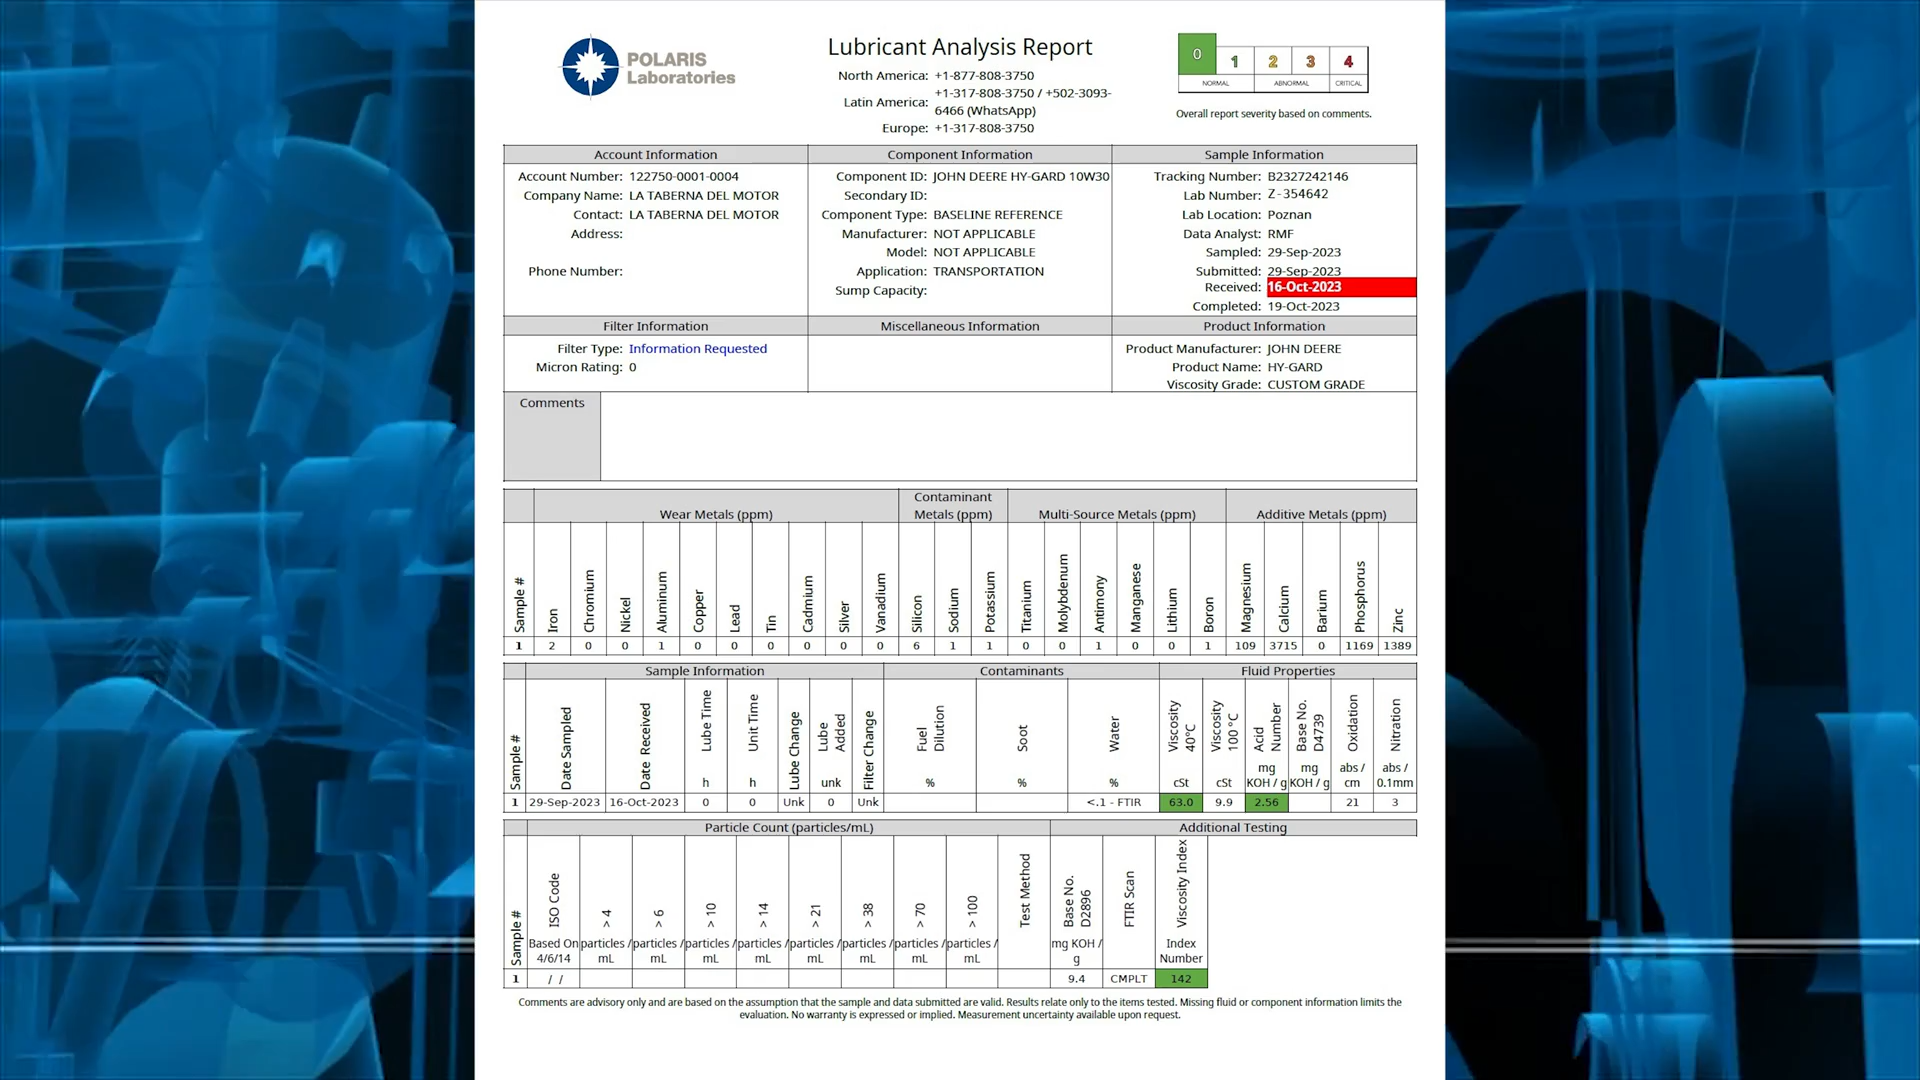 POLARIS
Laboratories
Lubricant Analysis Report
North America: +1-877-808-3750
Latin America: +1-317-808-3750 / +502-3093-
6466 (WhatsApp)
Europe: +1-317-808-3750
0 1 2 3 4
NORMAL ABNORMAL CRITICAL
Overall report severity based on comments.
Account Information
Account Number: 122750-0001-0004
Company Name: LA TABERNA DEL MOTOR
Contact: LA TABERNA DEL MOTOR
Address:
Phone Number:
Component Information
Component ID: JOHN DEERE HY-GARD 10W30
Secondary ID:
Component Type: BASELINE REFERENCE
Manufacturer: NOT APPLICABLE
Model: NOT APPLICABLE
Application: TRANSPORTATION
Sump Capacity:
Sample Information
Tracking Number: B2327242146
Lab Number: Z-354642
Lab Location: Poznan
Data Analyst: RMF
Sampled: 29-Sep-2023
Submitted: 29-Sep-2023
Received: 16-Oct-2023
Completed: 19-Oct-2023
Filter Information
Filter Type: Information Requested
Micron Rating: 0
Miscellaneous Information
Product Information
Product Manufacturer: JOHN DEERE
Product Name: HY-GARD
Viscosity Grade: CUSTOM GRADE
Comments
Wear Metals (ppm) Contaminant Metals (ppm) Multi-Source Metals (ppm) Additive Metals (ppm)
Sample # Iron Chromium Nickel Aluminum Copper Lead Tin Cadmium Silver Vanadium Silicon Sodium Potassium Titanium Molybdenum Antimony Manganese Lithium Boron Magnesium Calcium Barium Phosphorus Zinc
1 2 0 0 1 0 0 0 0 0 0 6 1 1 0 0 1 0 0 1 109 3715 0 1169 1389
Sample Information Contaminants Fluid Properties
Sample # Date Sampled Date Received Lube Time Unit Time Lube Change Lube Added Filter Change Fuel Dilution Soot Water Viscosity 40°C Viscosity 100 °C Acid Number Base No. D4739 Oxidation Nitration
h h unk % % % cSt cSt mg KOH / g mg KOH / g abs / cm abs / 0.1mm
1 29-Sep-2023 16-Oct-2023 0 0 Unk 0 Unk <.1 - FTIR 63.0 9.9 2.56 21 3
Particle Count (particles/mL) Additional Testing
Sample # ISO Code > 4 > 6 > 10 > 14 > 21 > 38 > 70 > 100 Test Method Base No. D2896 FTIR Scan Viscosity Index
Based On 4/6/14 particles / mL particles / mL particles / mL particles / mL particles / mL particles / mL particles / mL particles / mL mg KOH / g Index Number
1 / / 9.4 CMPLT 142
Comments are advisory only and are based on the assumption that the sample and data submitted are valid. Results relate only to the items tested. Missing fluid or component information limits the
evaluation. No warranty is expressed or implied. Measurement uncertainty available upon request.